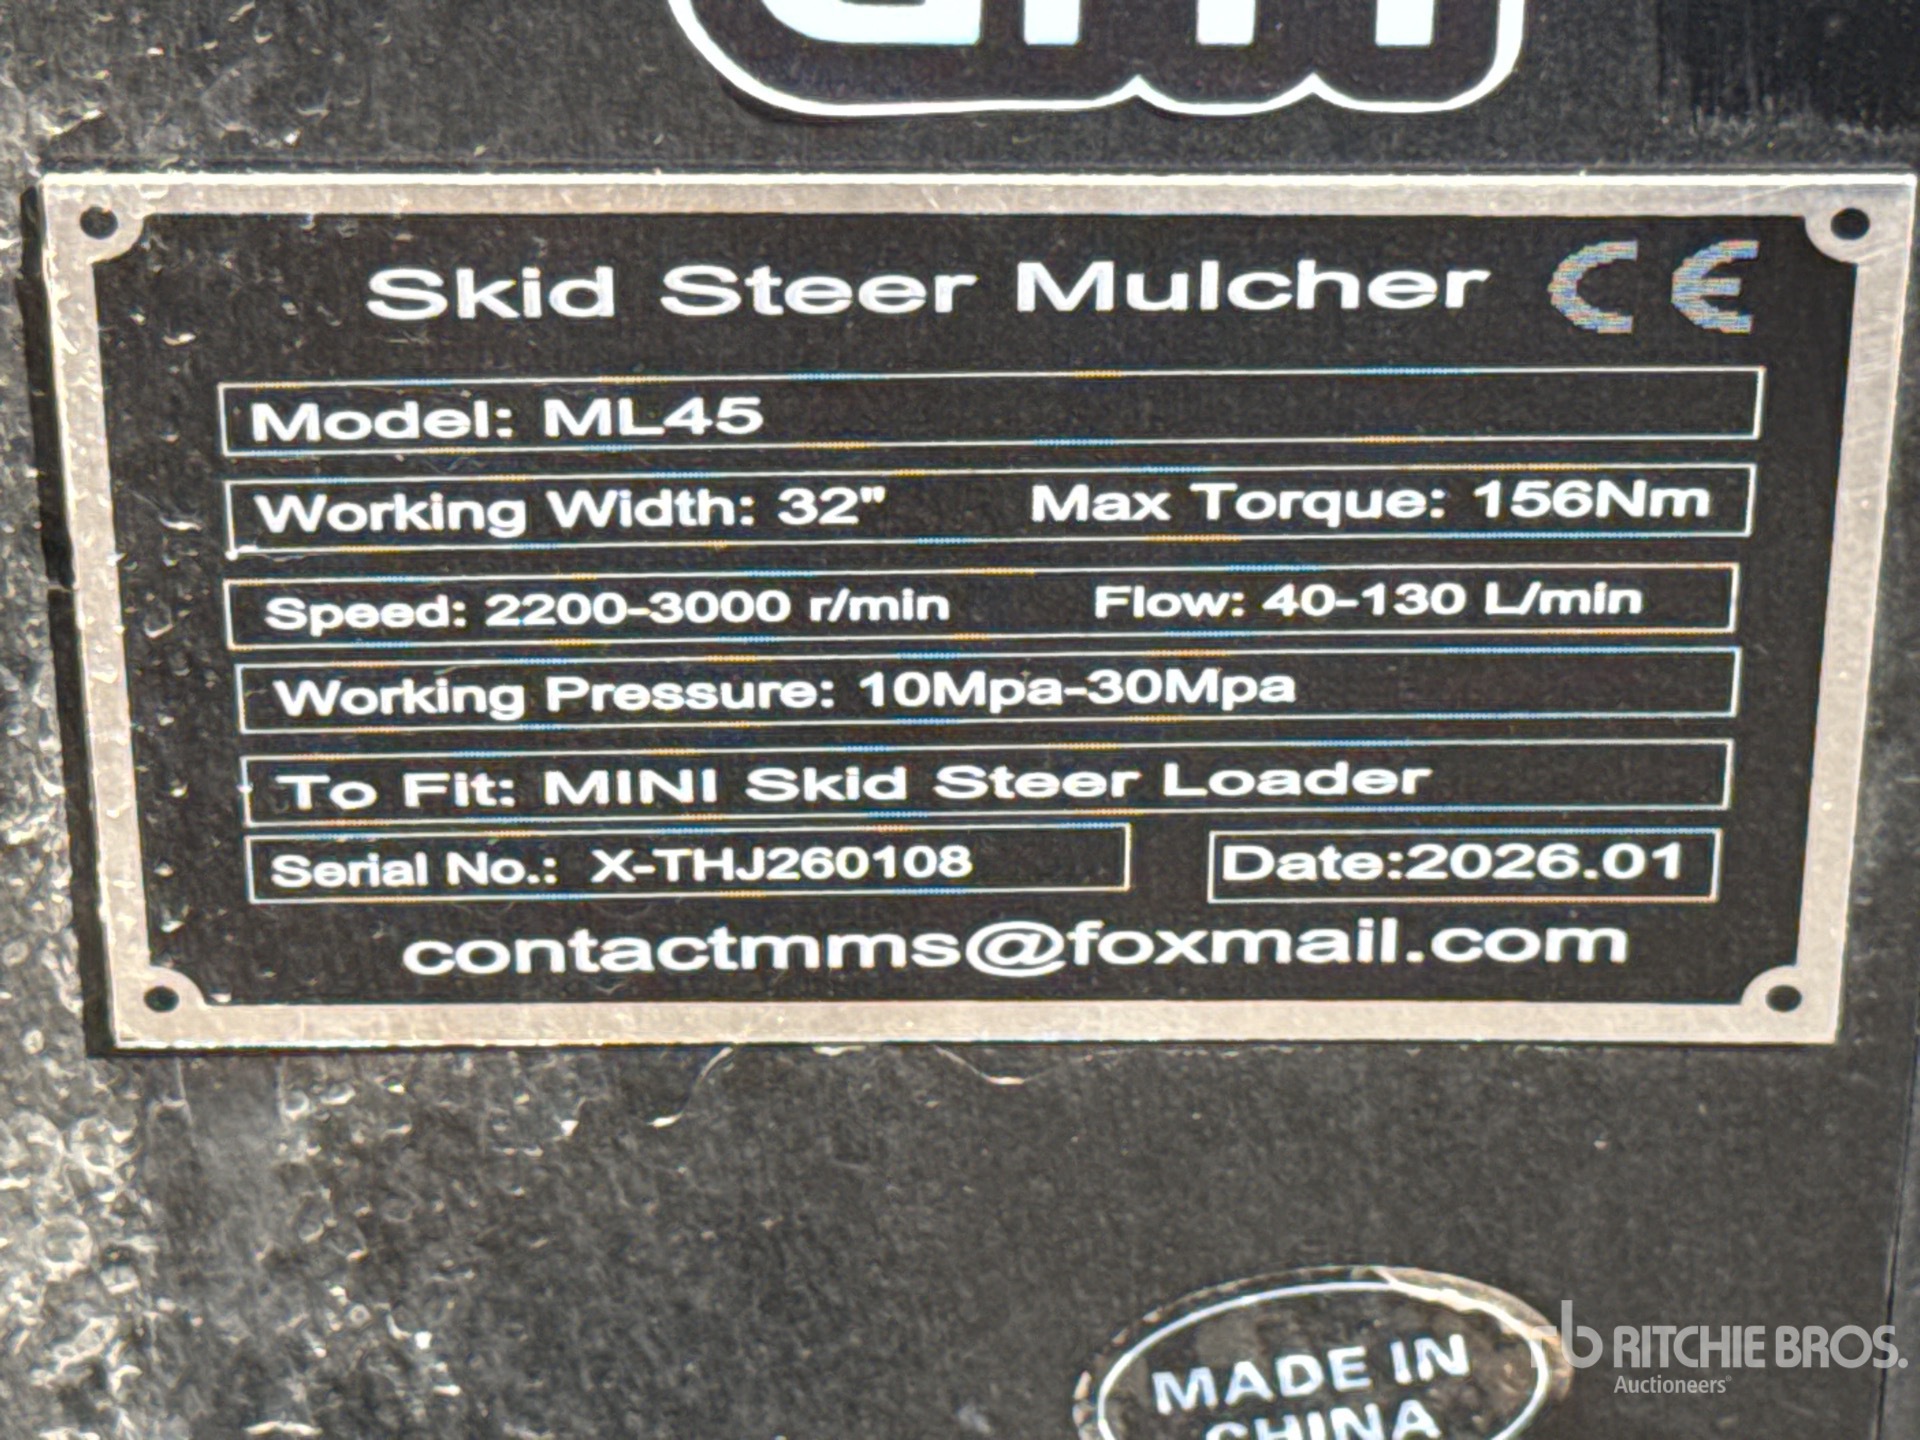 Skid Steer Mulcher CE
Model: ML45
Working Width: 32" Max Torque: 156Nm
Speed: 2200-3000 r/min Flow: 40-130 L/min
Working Pressure: 10Mpa-30Mpa
To Fit: MINI Skid Steer Loader
Serial No.: X-THJ260108 Date:2026.01
contactmms@foxmail.com
MADE IN
CHINA
rb RITCHIE BROS.
Auctioneers